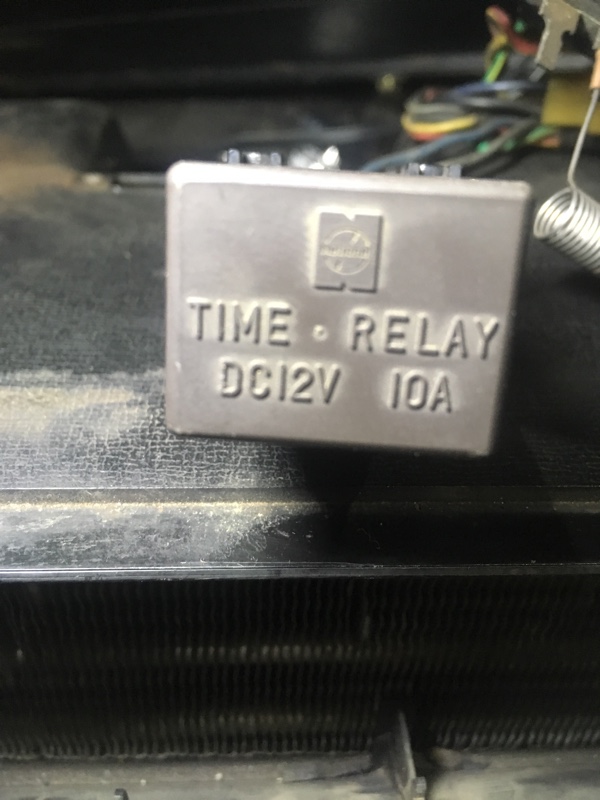 TIME · RELAY
DC12V 10A